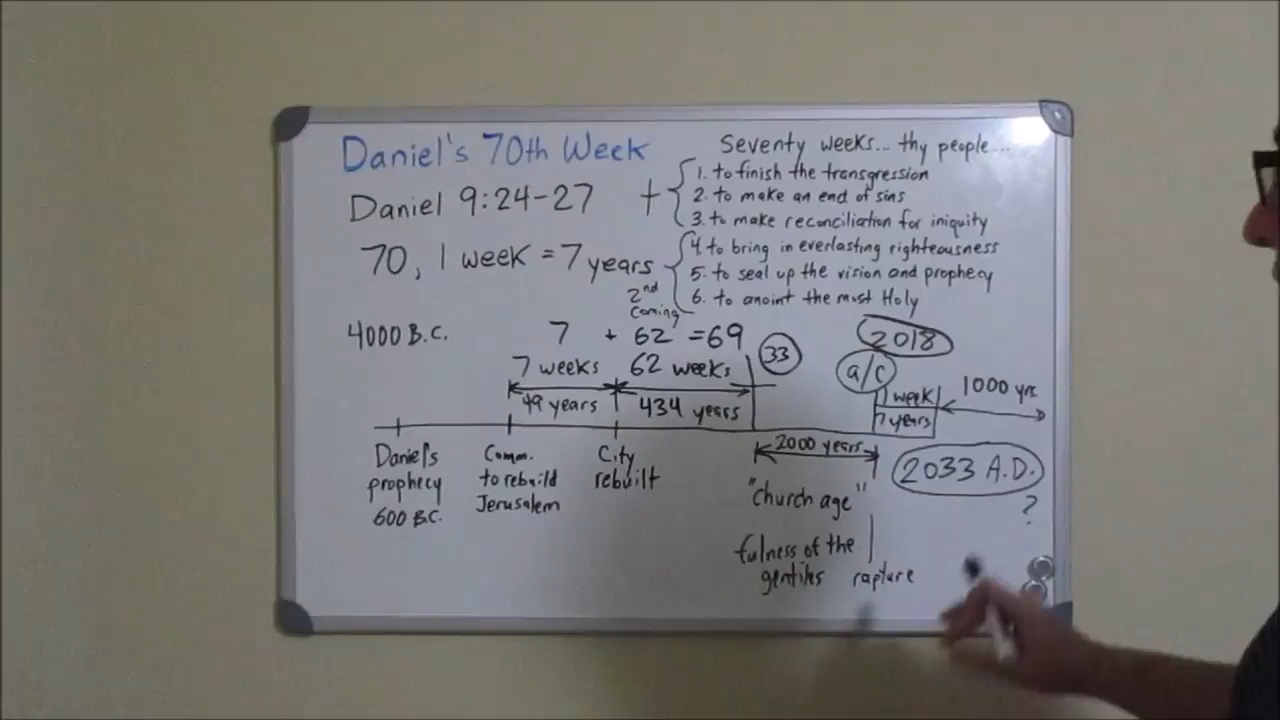 Daniel's 70th Week
Daniel 9:24-27
70, 1 week = 7 years
Seventy weeks... thy people...
1. to finish the transgression
2. to make an end of sins
3. to make reconciliation for iniquity
4 to bring in everlasting righteousness
5. to seal up the vision and prophecy
6. to anoint the most Holy
2nd
coming
4000 B.C.
7 + 62 = 69
7 weeks
62 weeks
33
2018
a/c
49 years
434 years
1 week
7 years
1000 yrs
2000 years
Daniel's
prophecy
600 B.C.
Comm.
to rebuild
Jerusalem
City
rebuilt
"church age"
2033 A.D.
?
fulness of the
gentiles
rapture